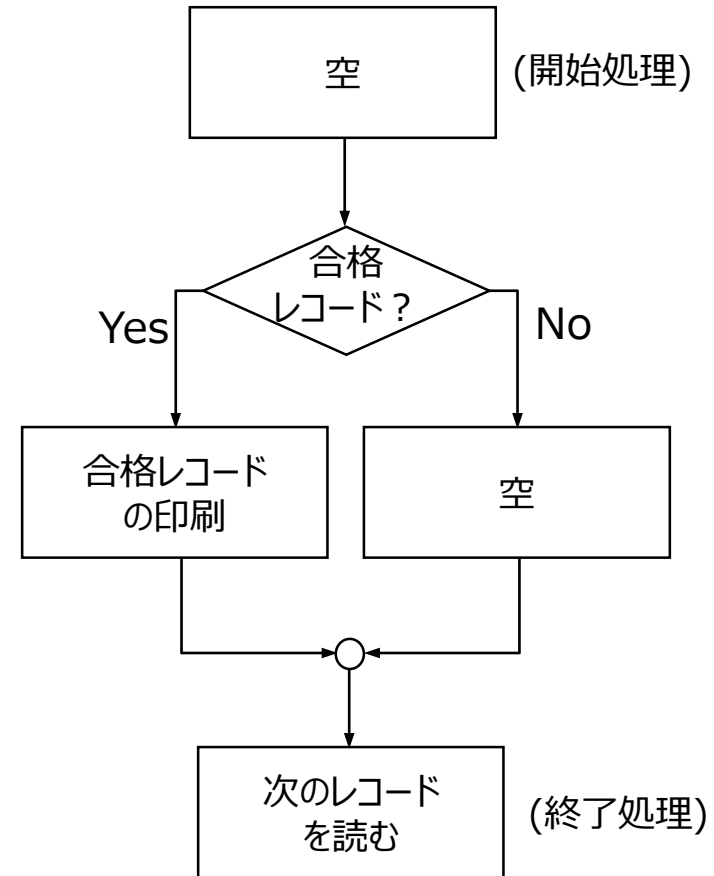 空
(開始処理)
合格
レコード？
Yes
No
合格レコード
の印刷
空
次のレコード
を読む
(終了処理)